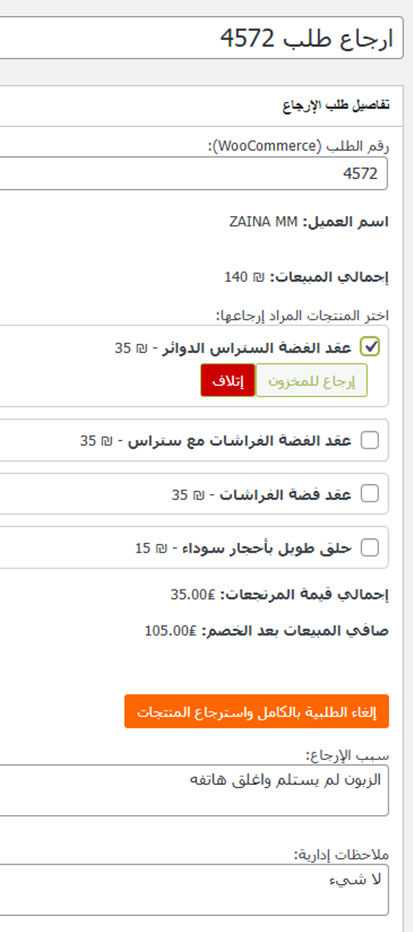 ارجاع طلب 4572
تفاصيل طلب الإرجاع
رقم الطلب (WooCommerce):
4572
اسم العميل: ZAINA MM
إجمالي المبيعات: ₪ 140
اختر المنتجات المراد إرجاعها:
عقد الفضة الستراس الدوائر - ₪ 35
إرجاع للمخزون
إتلاف
عقد الفضة الفراشات مع ستراس - ₪ 35
عقد فضة الفراشات - ₪ 35
حلق طويل بأحجار سوداء - ₪ 15
إجمالي قيمة المرتجعات: 35.00₤
صافي المبيعات بعد الخصم: 105.00₤
إلغاء الطلبية بالكامل واسترجاع المنتجات
سبب الإرجاع:
الزبون لم يستلم واغلق هاتفه
ملاحظات إدارية:
لا شيء